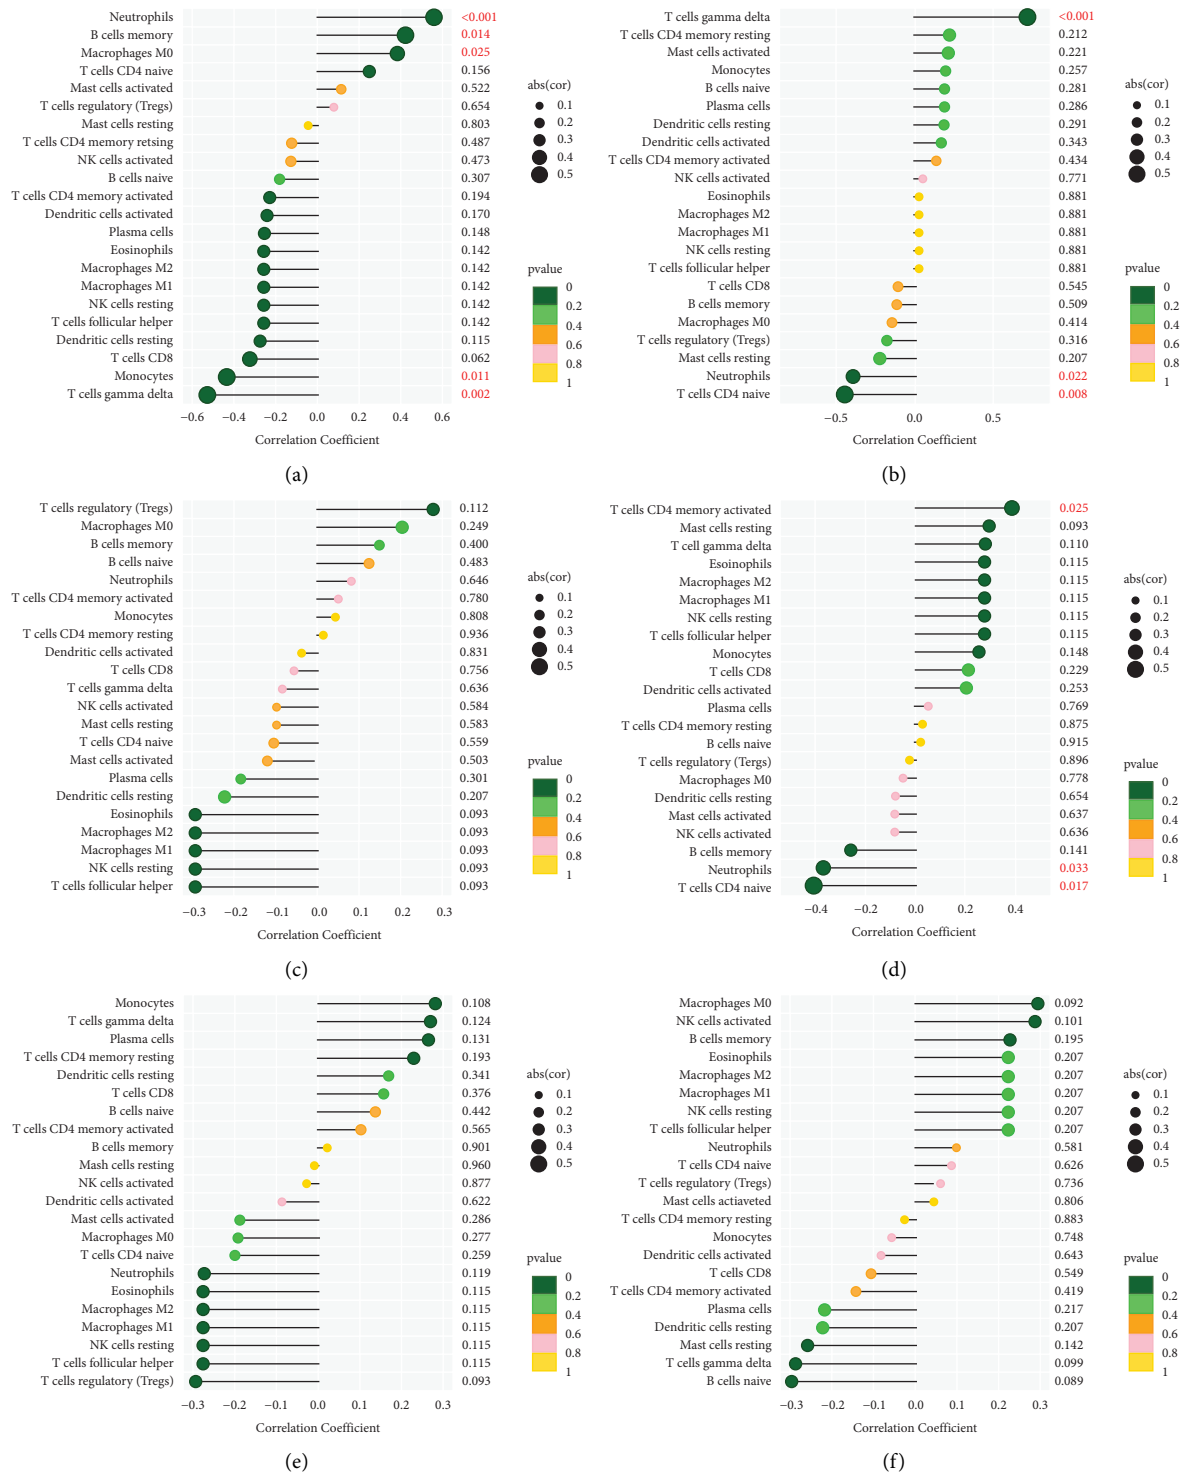 Neutrophils <0.001
B cells memory 0.014
Macrophages M0 0.025
T cells CD4 naive 0.156
Mast cells activated 0.522
T cells regulatory (Tregs) 0.654
Mast cells resting 0.803
T cells CD4 memory retsing 0.487
NK cells activated 0.473
B cells naive 0.307
T cells CD4 memory activated 0.194
Dendritic cells activated 0.170
Plasma cells 0.148
Eosinophils 0.142
Macrophages M2 0.142
Macrophages M1 0.142
NK cells resting 0.142
T cells follicular helper 0.142
Dendritic cells resting 0.115
T cells CD8 0.062
Monocytes 0.011
T cells gamma delta 0.002
−0.6 −0.4 −0.2 0.0 0.2 0.4 0.6
Correlation Coefficient
abs(cor)
0.1
0.2
0.3
0.4
0.5
pvalue
0
0.2
0.4
0.6
0.8
1
(a)
T cells gamma delta <0.001
T cells CD4 memory resting 0.212
Mast cells activated 0.221
Monocytes 0.257
B cells naive 0.281
Plasma cells 0.286
Dendritic cells resting 0.291
Dendritic cells activated 0.343
T cells CD4 memory activated 0.434
NK cells activated 0.771
Eosinophils 0.881
Macrophages M2 0.881
Macrophages M1 0.881
NK cells resting 0.881
T cells follicular helper 0.881
T cells CD8 0.545
B cells memory 0.509
Macrophages M0 0.414
T cells regulatory (Tregs) 0.316
Mast cells resting 0.207
Neutrophils 0.022
T cells CD4 naive 0.008
−0.5 0.0 0.5
Correlation Coefficient
abs(cor)
0.1
0.2
0.3
0.4
0.5
pvalue
0
0.2
0.4
0.6
0.8
1
(b)
T cells regulatory (Tregs) 0.112
Macrophages M0 0.249
B cells memory 0.400
B cells naive 0.483
Neutrophils 0.646
T cells CD4 memory activated 0.780
Monocytes 0.808
T cells CD4 memory resting 0.936
Dendritic cells activated 0.831
T cells CD8 0.756
T cells gamma delta 0.636
NK cells activated 0.584
Mast cells resting 0.583
T cells CD4 naive 0.559
Mast cells activated 0.503
Plasma cells 0.301
Dendritic cells resting 0.207
Eosinophils 0.093
Macrophages M2 0.093
Macrophages M1 0.093
NK cells resting 0.093
T cells follicular helper 0.093
−0.3 −0.2 −0.1 0.0 0.1 0.2 0.3
Correlation Coefficient
abs(cor)
0.1
0.2
0.3
0.4
0.5
pvalue
0
0.2
0.4
0.6
0.8
1
(c)
T cells CD4 memory activated 0.025
Mast cells resting 0.093
T cell gamma delta 0.110
Esoinophils 0.115
Macrophages M2 0.115
Macrophages M1 0.115
NK cells resting 0.115
T cells follicular helper 0.115
Monocytes 0.148
T cells CD8 0.229
Dendritic cells activated 0.253
Plasma cells 0.769
T cells CD4 memory resting 0.875
B cells naive 0.915
T cells regulatory (Tergs) 0.896
Macrophages M0 0.778
Dendritic cells resting 0.654
Mast cells activated 0.637
NK cells activated 0.636
B cells memory 0.141
Neutrophils 0.033
T cells CD4 naive 0.017
−0.4 −0.2 0.0 0.2 0.4
Correlation Coefficient
abs(cor)
0.1
0.2
0.3
0.4
0.5
pvalue
0
0.2
0.4
0.6
0.8
1
(d)
Monocytes 0.108
T cells gamma delta 0.124
Plasma cells 0.131
T cells CD4 memory resting 0.193
Dendritic cells resting 0.341
T cells CD8 0.376
B cells naive 0.442
T cells CD4 memory activated 0.565
B cells memory 0.901
Mash cells resting 0.960
NK cells activated 0.877
Dendritic cells activated 0.622
Mast cells activated 0.286
Macrophages M0 0.277
T cells CD4 naive 0.259
Neutrophils 0.119
Eosinophils 0.115
Macrophages M2 0.115
Macrophages M1 0.115
NK cells resting 0.115
T cells follicular helper 0.115
T cells regulatory (Tregs) 0.093
−0.3 −0.2 −0.1 0.0 0.1 0.2 0.3
Correlation Coefficient
abs(cor)
0.1
0.2
0.3
0.4
0.5
pvalue
0
0.2
0.4
0.6
0.8
1
(e)
Macrophages M0 0.092
NK cells activated 0.101
B cells memory 0.195
Eosinophils 0.207
Macrophages M2 0.207
Macrophages M1 0.207
NK cells resting 0.207
T cells follicular helper 0.207
Neutrophils 0.581
T cells CD4 naive 0.626
T cells regulatory (Tregs) 0.736
Mast cells actiaveted 0.806
T cells CD4 memory resting 0.883
Monocytes 0.748
Dendritic cells activated 0.643
T cells CD8 0.549
T cells CD4 memory activated 0.419
Plasma cells 0.217
Dendritic cells resting 0.207
Mast cells resting 0.142
T cells gamma delta 0.099
B cells naive 0.089
−0.3 −0.2 −0.1 0.0 0.1 0.2 0.3
Correlation Coefficient
abs(cor)
0.1
0.2
0.3
0.4
0.5
pvalue
0
0.2
0.4
0.6
0.8
1
(f)